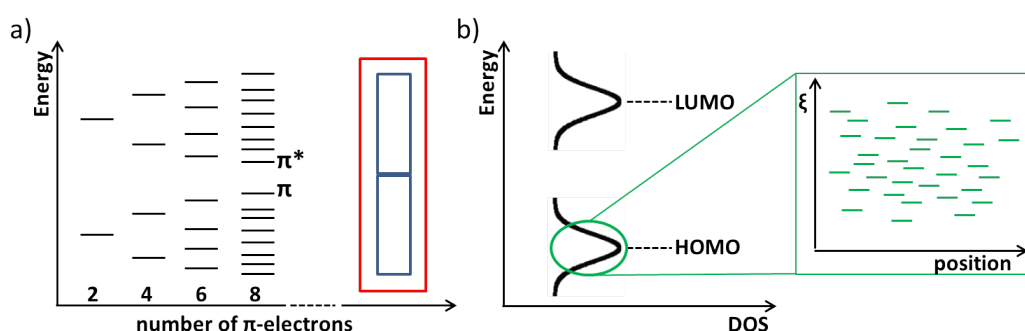 a)
Energy
π*
π
2 4 6 8
number of π-electrons
b)
Energy
LUMO
HOMO
DOS
ξ
position